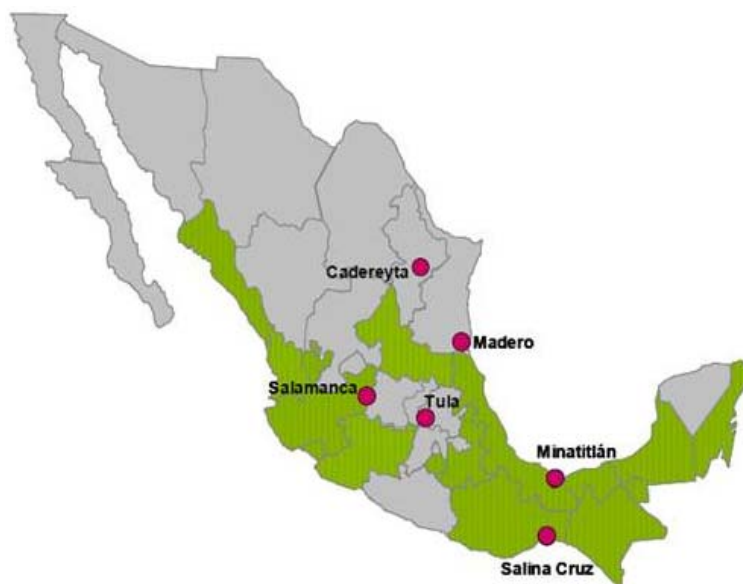 Cadereyta
Madero
Salamanca
Tula
Minatitlán
Salina Cruz